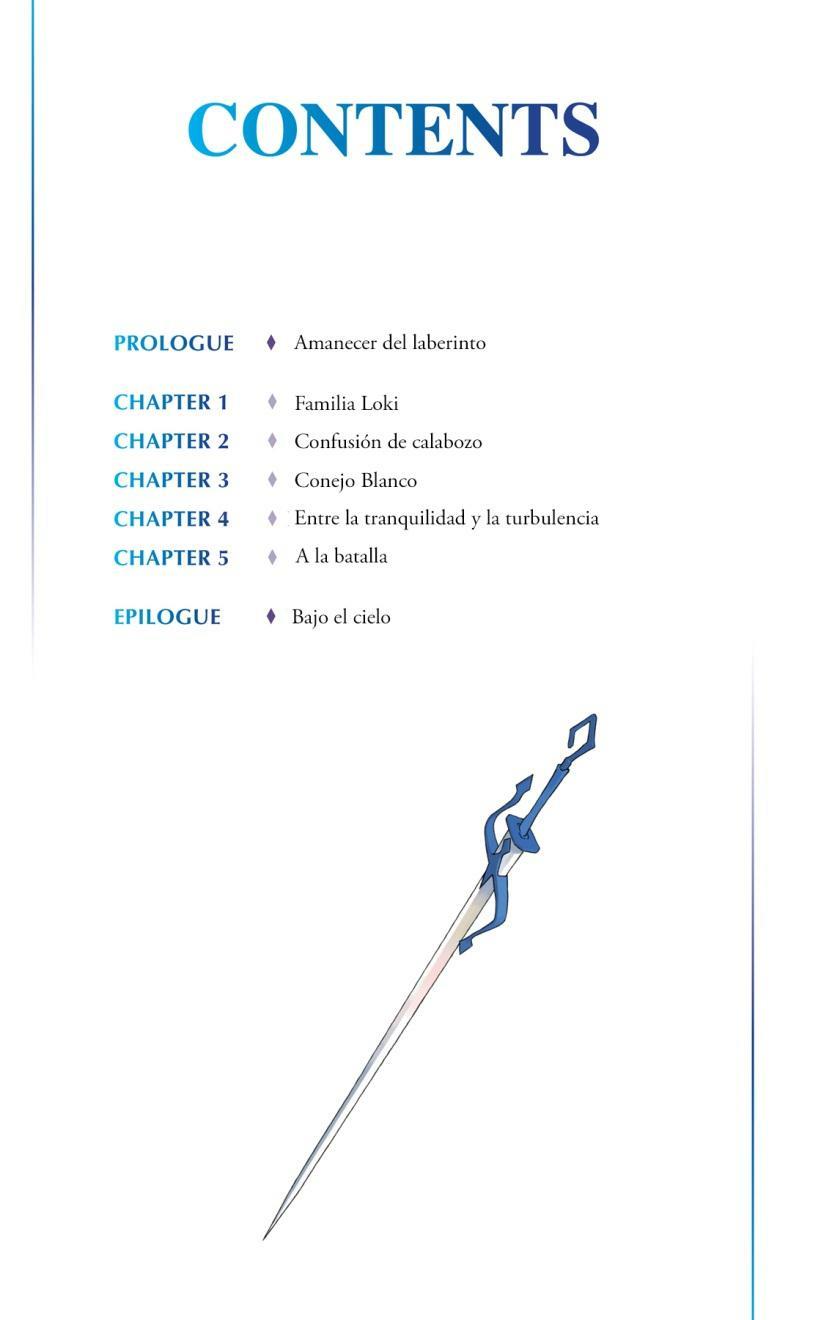 CONTENTS
PROLOGUE ♦ Amanecer del laberinto
CHAPTER 1 ♦ Familia Loki
CHAPTER 2 ♦ Confusión de calabozo
CHAPTER 3 ♦ Conejo Blanco
CHAPTER 4 ♦ Entre la tranquilidad y la turbulencia
CHAPTER 5 ♦ A la batalla
EPILOGUE ♦ Bajo el cielo